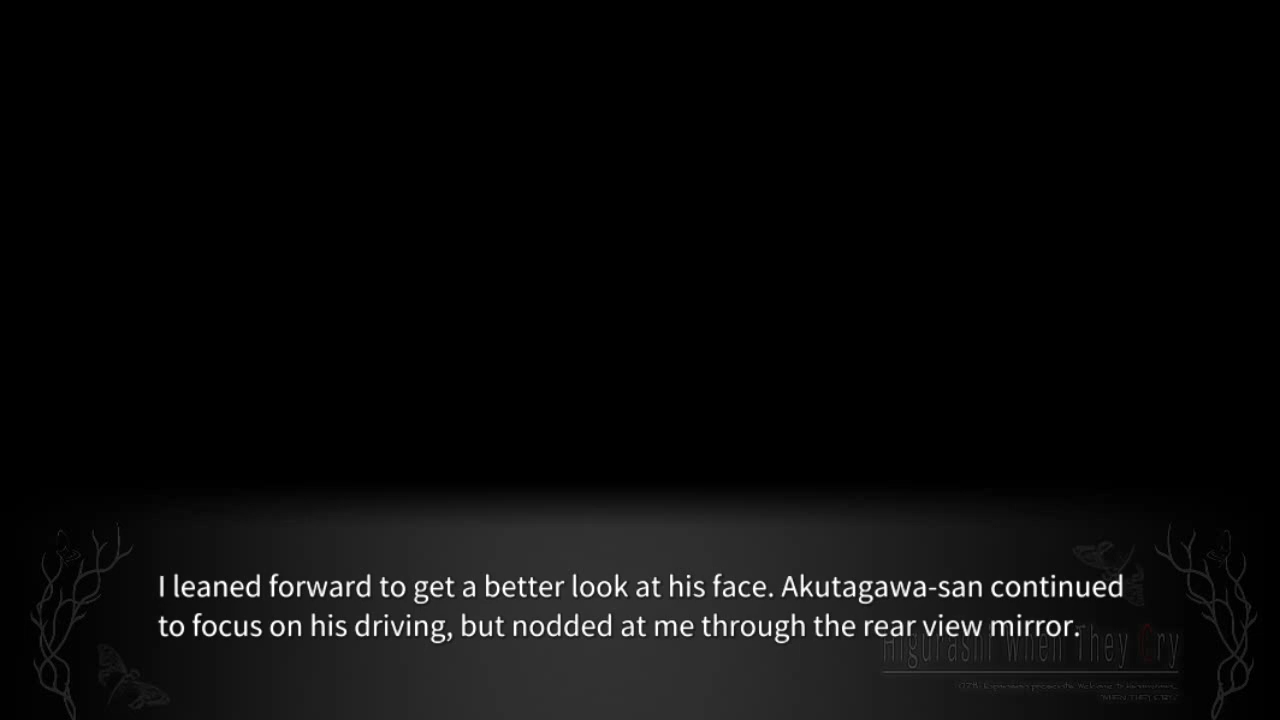 I leaned forward to get a better look at his face. Akutagawa-san continued
to focus on his driving, but nodded at me through the rear view mirror.
Higurashi When They Cry